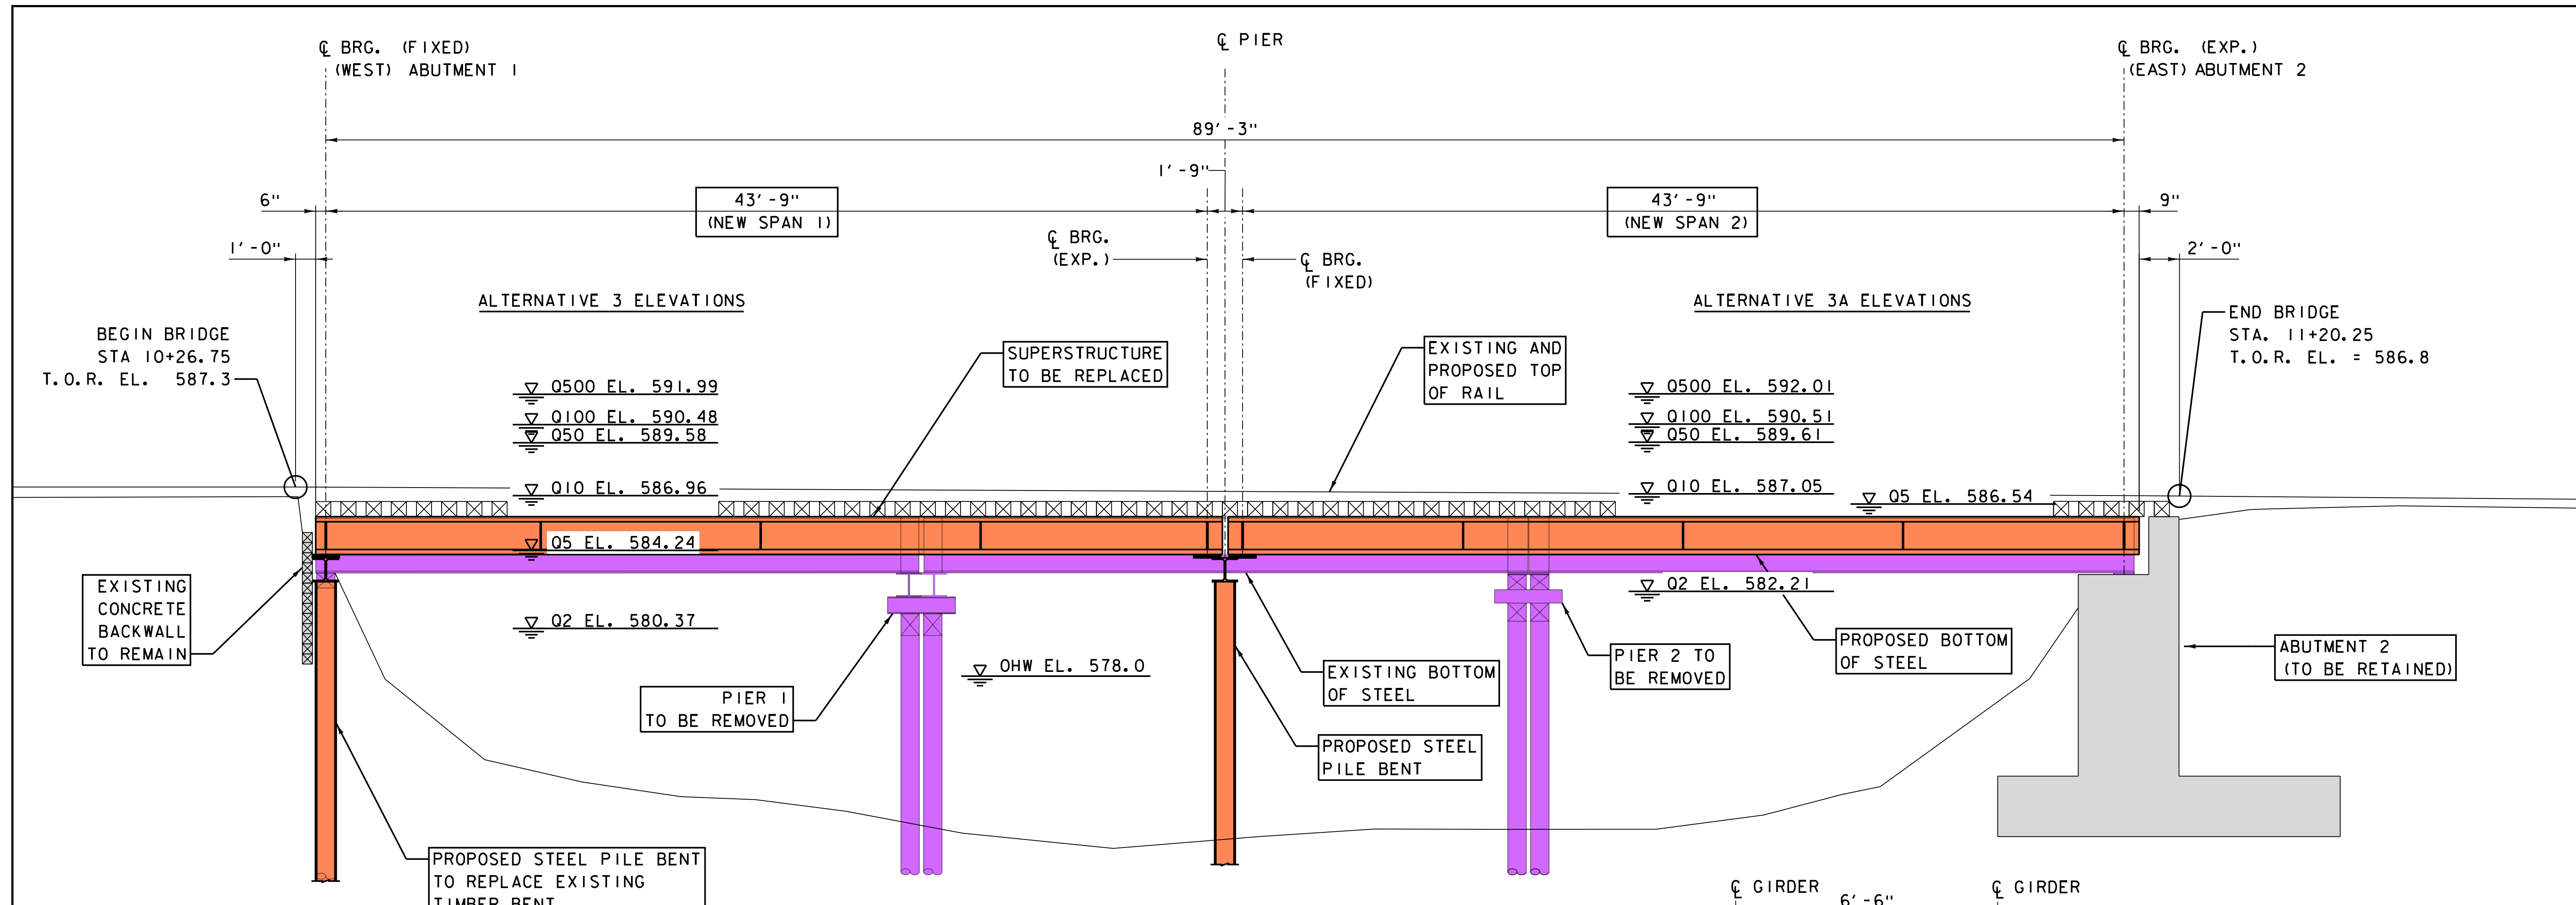 ℄ BRG. (FIXED)
(WEST) ABUTMENT 1
℄ PIER
℄ BRG. (EXP.)
(EAST) ABUTMENT 2
89'-3"
1'-9"
6"
43'-9"
(NEW SPAN 1)
43'-9"
(NEW SPAN 2)
9"
1'-0"
℄ BRG.
(EXP.)
℄ BRG.
(FIXED)
2'-0"
ALTERNATIVE 3 ELEVATIONS
ALTERNATIVE 3A ELEVATIONS
BEGIN BRIDGE
STA 10+26.75
T.O.R. EL. 587.3
END BRIDGE
STA. 11+20.25
T.O.R. EL. = 586.8
SUPERSTRUCTURE
TO BE REPLACED
EXISTING AND
PROPOSED TOP
OF RAIL
Q500 EL. 591.99
Q100 EL. 590.48
Q50 EL. 589.58
Q10 EL. 586.96
Q5 EL. 584.24
Q2 EL. 580.37
Q500 EL. 592.01
Q100 EL. 590.51
Q50 EL. 589.61
Q10 EL. 587.05
Q5 EL. 586.54
Q2 EL. 582.21
OHW EL. 578.0
EXISTING
CONCRETE
BACKWALL
TO REMAIN
PIER 1
TO BE REMOVED
EXISTING BOTTOM
OF STEEL
PIER 2 TO
BE REMOVED
PROPOSED BOTTOM
OF STEEL
ABUTMENT 2
(TO BE RETAINED)
PROPOSED STEEL
PILE BENT
PROPOSED STEEL PILE BENT
TO REPLACE EXISTING
TIMBER BENT
℄ GIRDER
6'-6"
℄ GIRDER